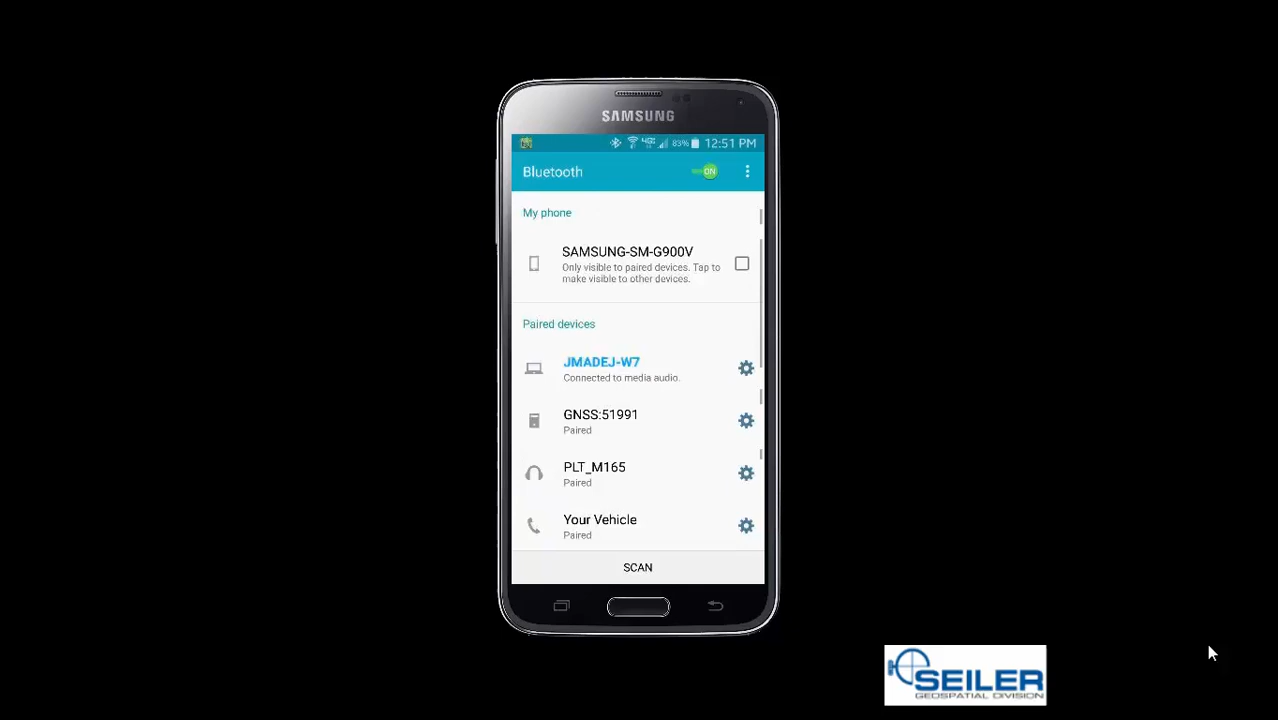 SAMSUNG
4G 83% 12:51 PM
Bluetooth ON
My phone
SAMSUNG-SM-G900V
Only visible to paired devices. Tap to
make visible to other devices.
Paired devices
JMADEJ-W7
Connected to media audio.
GNSS:51991
Paired
PLT_M165
Paired
Your Vehicle
Paired
SCAN
SEILER
GEOSPATIAL DIVISION